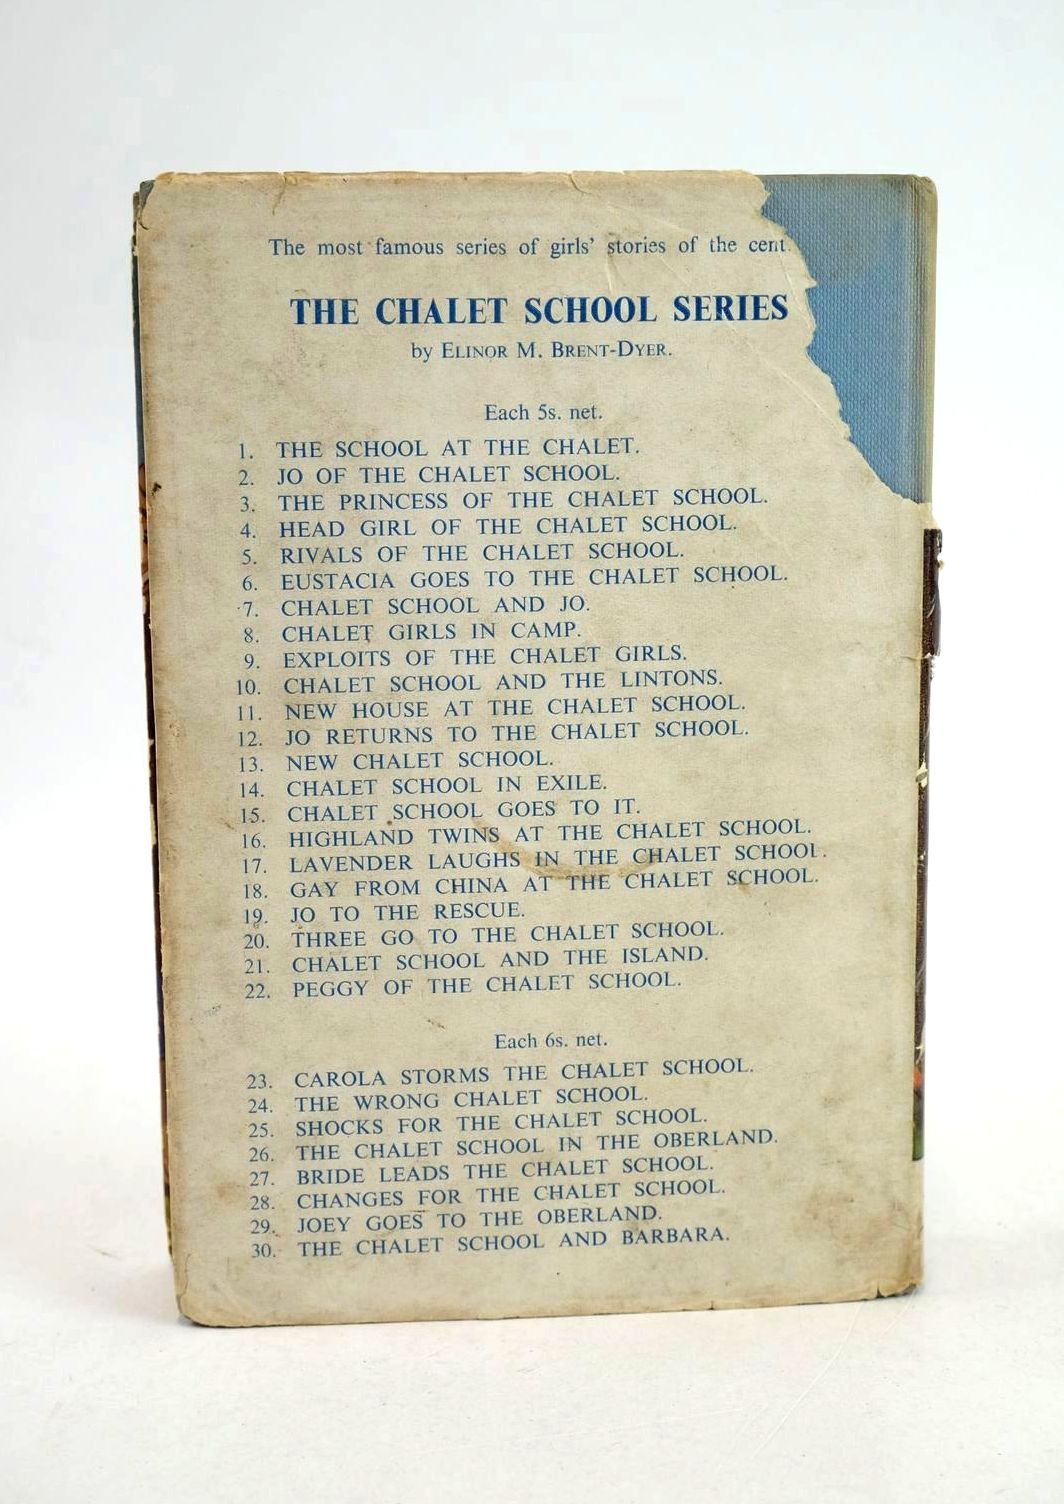 The most famous series of girls' stories of the cent
THE CHALET SCHOOL SERIES
by ELINOR M. BRENT-DYER.
Each 5s. net.
1. THE SCHOOL AT THE CHALET.
2. JO OF THE CHALET SCHOOL.
3. THE PRINCESS OF THE CHALET SCHOOL.
4. HEAD GIRL OF THE CHALET SCHOOL.
5. RIVALS OF THE CHALET SCHOOL.
6. EUSTACIA GOES TO THE CHALET SCHOOL.
7. CHALET SCHOOL AND JO.
8. CHALET GIRLS IN CAMP.
9. EXPLOITS OF THE CHALET GIRLS.
10. CHALET SCHOOL AND THE LINTONS.
11. NEW HOUSE AT THE CHALET SCHOOL.
12. JO RETURNS TO THE CHALET SCHOOL.
13. NEW CHALET SCHOOL.
14. CHALET SCHOOL IN EXILE.
15. CHALET SCHOOL GOES TO IT.
16. HIGHLAND TWINS AT THE CHALET SCHOOL.
17. LAVENDER LAUGHS IN THE CHALET SCHOOL.
18. GAY FROM CHINA AT THE CHALET SCHOOL.
19. JO TO THE RESCUE.
20. THREE GO TO THE CHALET SCHOOL.
21. CHALET SCHOOL AND THE ISLAND.
22. PEGGY OF THE CHALET SCHOOL.
Each 6s. net.
23. CAROLA STORMS THE CHALET SCHOOL.
24. THE WRONG CHALET SCHOOL.
25. SHOCKS FOR THE CHALET SCHOOL.
26. THE CHALET SCHOOL IN THE OBERLAND.
27. BRIDE LEADS THE CHALET SCHOOL.
28. CHANGES FOR THE CHALET SCHOOL.
29. JOEY GOES TO THE OBERLAND.
30. THE CHALET SCHOOL AND BARBARA.